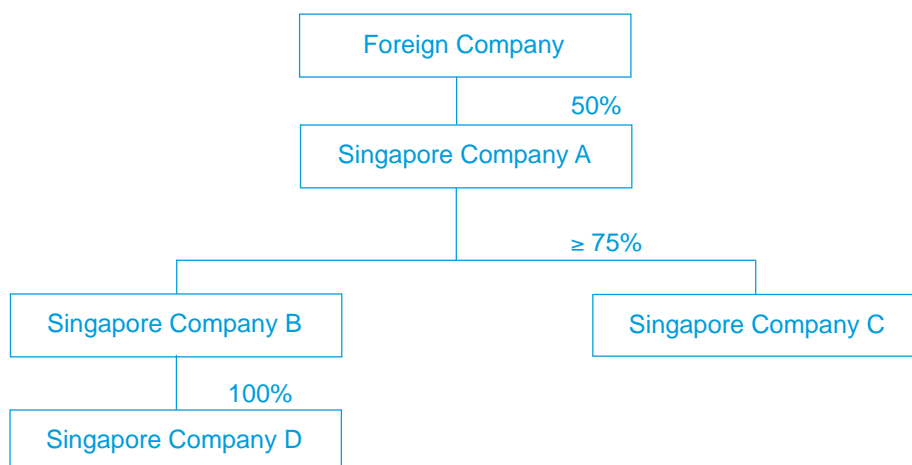 Foreign Company
50%
Singapore Company A
≥ 75%
Singapore Company B
Singapore Company C
100%
Singapore Company D